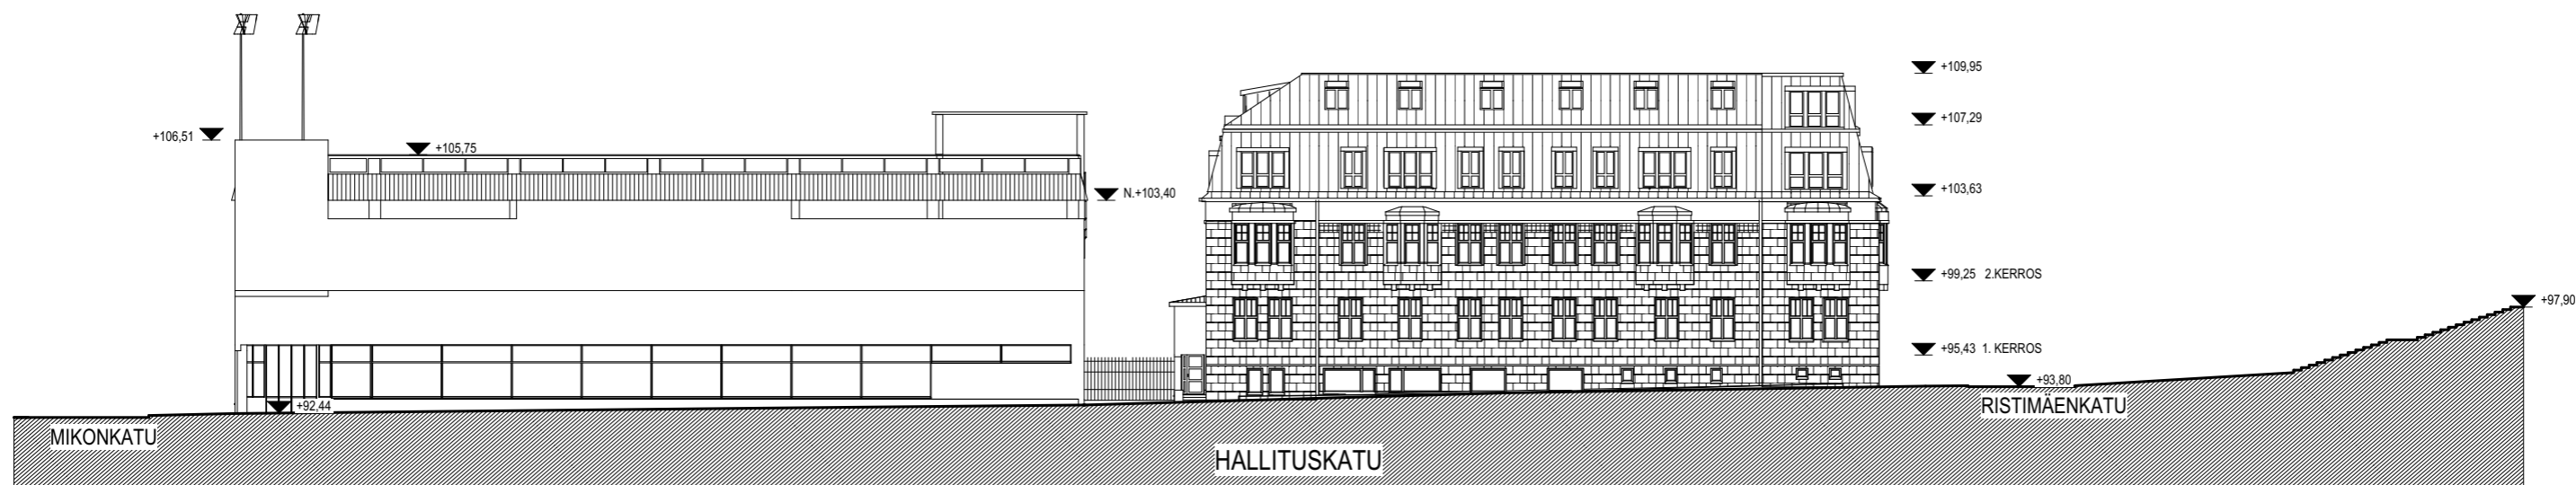 +109,95
+107,29
+106,51
+105,75
N.+103,40
+103,63
+99,25 2.KERROS
+97,90
+95,43 1. KERROS
+93,80
+92,44
RISTIMÄENKATU
MIKONKATU
HALLITUSKATU